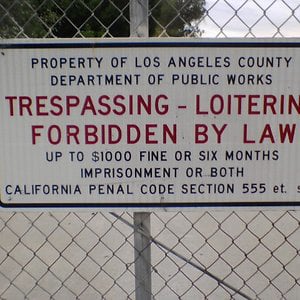 PROPERTY OF LOS ANGELES COUNTY
DEPARTMENT OF PUBLIC WORKS
TRESPASSING - LOITERIN
FORBIDDEN BY LAW
UP TO $1000 FINE OR SIX MONTHS
IMPRISONMENT OR BOTH
CALIFORNIA PENAL CODE SECTION 555 et. s